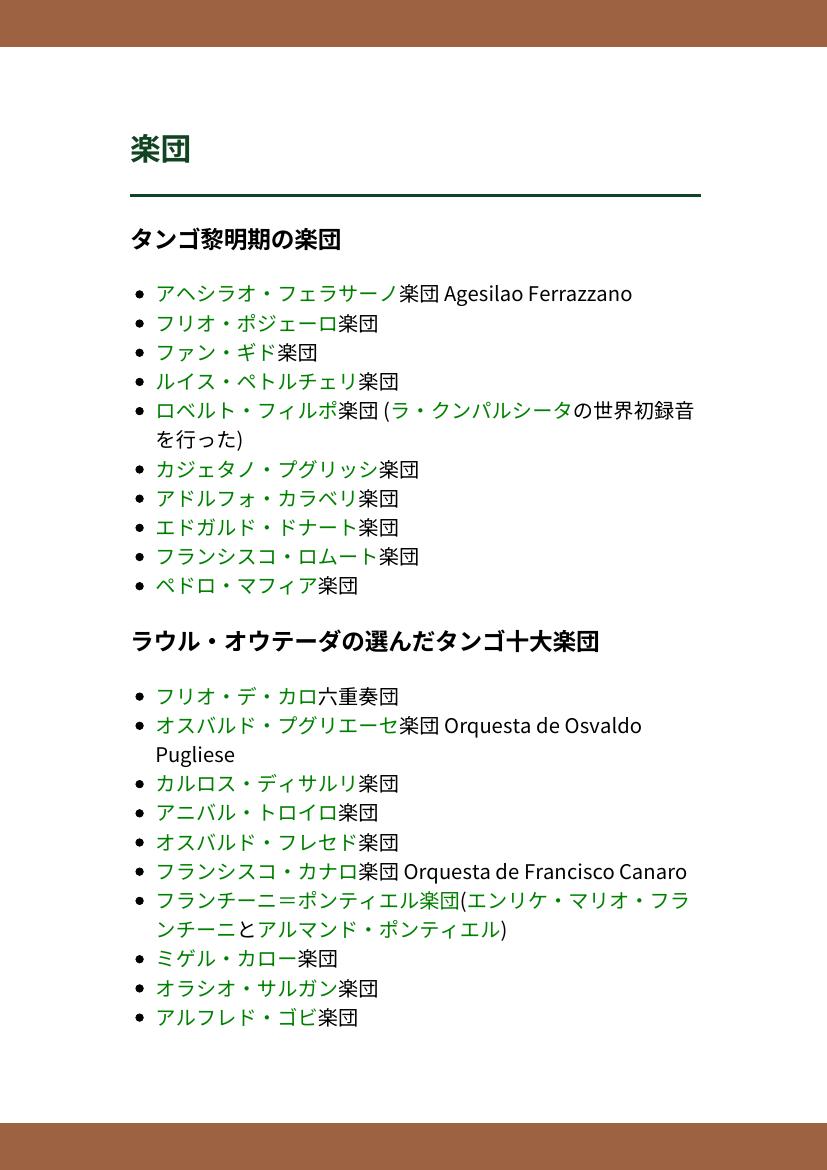 楽団
タンゴ黎明期の楽団
アヘシラオ・フェラサーノ楽団 Agesilao Ferrazzano
フリオ・ポジェーロ楽団
ファン・ギド楽団
ルイス・ペトルチェリ楽団
ロベルト・フィルポ楽団 (ラ・クンパルシータの世界初録音
を行った)
カジェタノ・プグリッシ楽団
アドルフォ・カラベリ楽団
エドガルド・ドナート楽団
フランシスコ・ロムート楽団
ペドロ・マフィア楽団
ラウル・オウテーダの選んだタンゴ十大楽団
フリオ・デ・カロ六重奏団
オスバルド・プグリエーセ楽団 Orquesta de Osvaldo
Pugliese
カルロス・ディサルリ楽団
アニバル・トロイロ楽団
オスバルド・フレセド楽団
フランシスコ・カナロ楽団 Orquesta de Francisco Canaro
フランチーニ＝ポンティエル楽団(エンリケ・マリオ・フラ
ンチーニとアルマンド・ポンティエル)
ミゲル・カロー楽団
オラシオ・サルガン楽団
アルフレド・ゴビ楽団